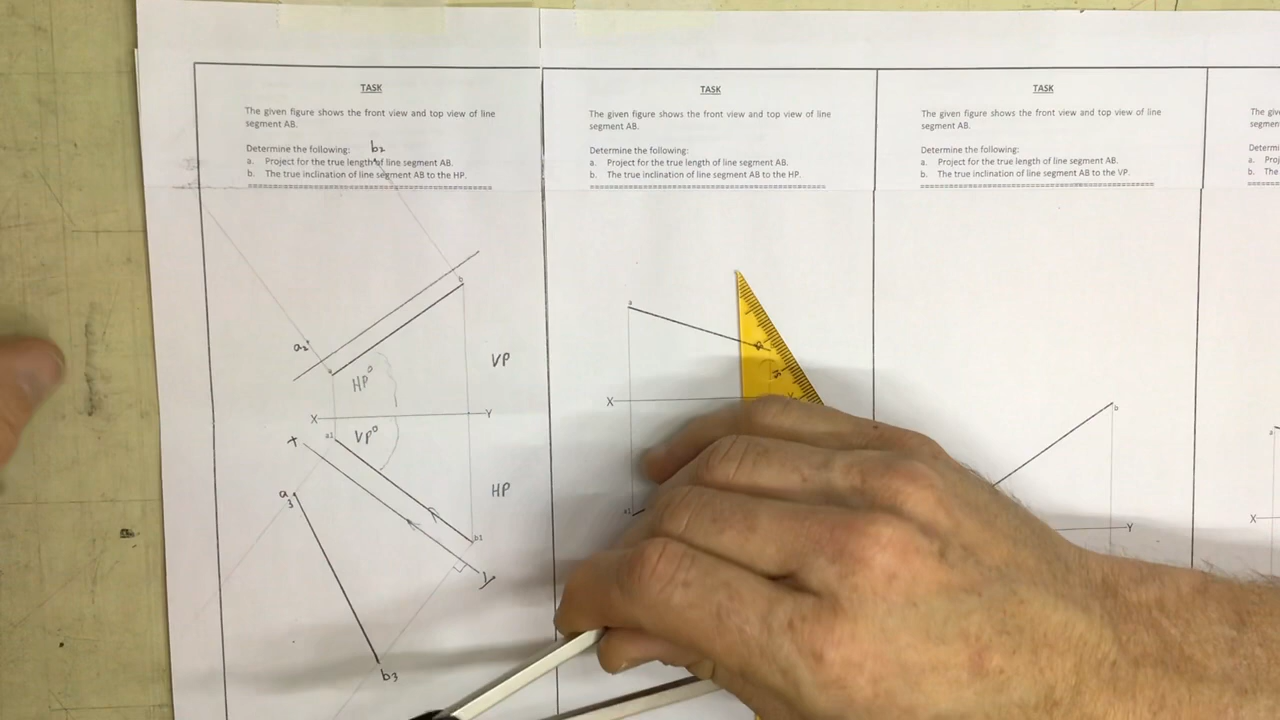 TASK
The given figure shows the front view and top view of line
segment AB.
Determine the following:
b2
a. Project for the true length of line segment AB.
b. The true inclination of line segment AB to the HP.
a2
HP°
VP
X
Y
a1
VP°
x
a3
HP
b1
y
b3
TASK
The given figure shows the front view and top view of line
segment AB.
Determine the following:
a. Project for the true length of line segment AB.
b. The true inclination of line segment AB to the HP.
a
X
a1
TASK
The given figure shows the front view and top view of line
segment AB.
Determine the following:
a. Project for the true length of line segment AB.
b. The true inclination of line segment AB to the VP.
b
Y
The
b. The
X